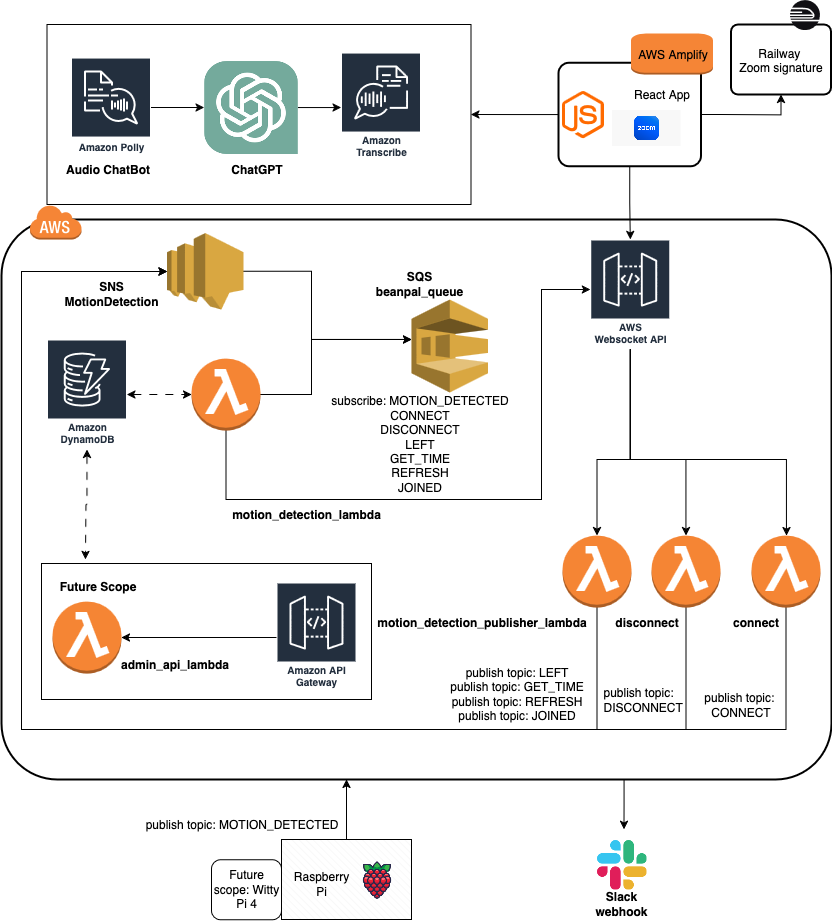 Amazon Polly
Audio ChatBot
ChatGPT
Amazon
Transcribe
AWS Amplify
React App
JS
zoom
Railway
Zoom signature
AWS
SNS
MotionDetection
SQS
beanpal_queue
AWS
Websocket API
Amazon
DynamoDB
subscribe: MOTION_DETECTED
CONNECT
DISCONNECT
LEFT
GET_TIME
REFRESH
JOINED
motion_detection_lambda
Future Scope
admin_api_lambda
Amazon API
Gateway
motion_detection_publisher_lambda
disconnect
connect
publish topic: LEFT
publish topic: GET_TIME
publish topic: REFRESH
publish topic: JOINED
publish topic:
DISCONNECT
publish topic:
CONNECT
publish topic: MOTION_DETECTED
Future
scope: Witty
Pi 4
Raspberry
Pi
Slack
webhook